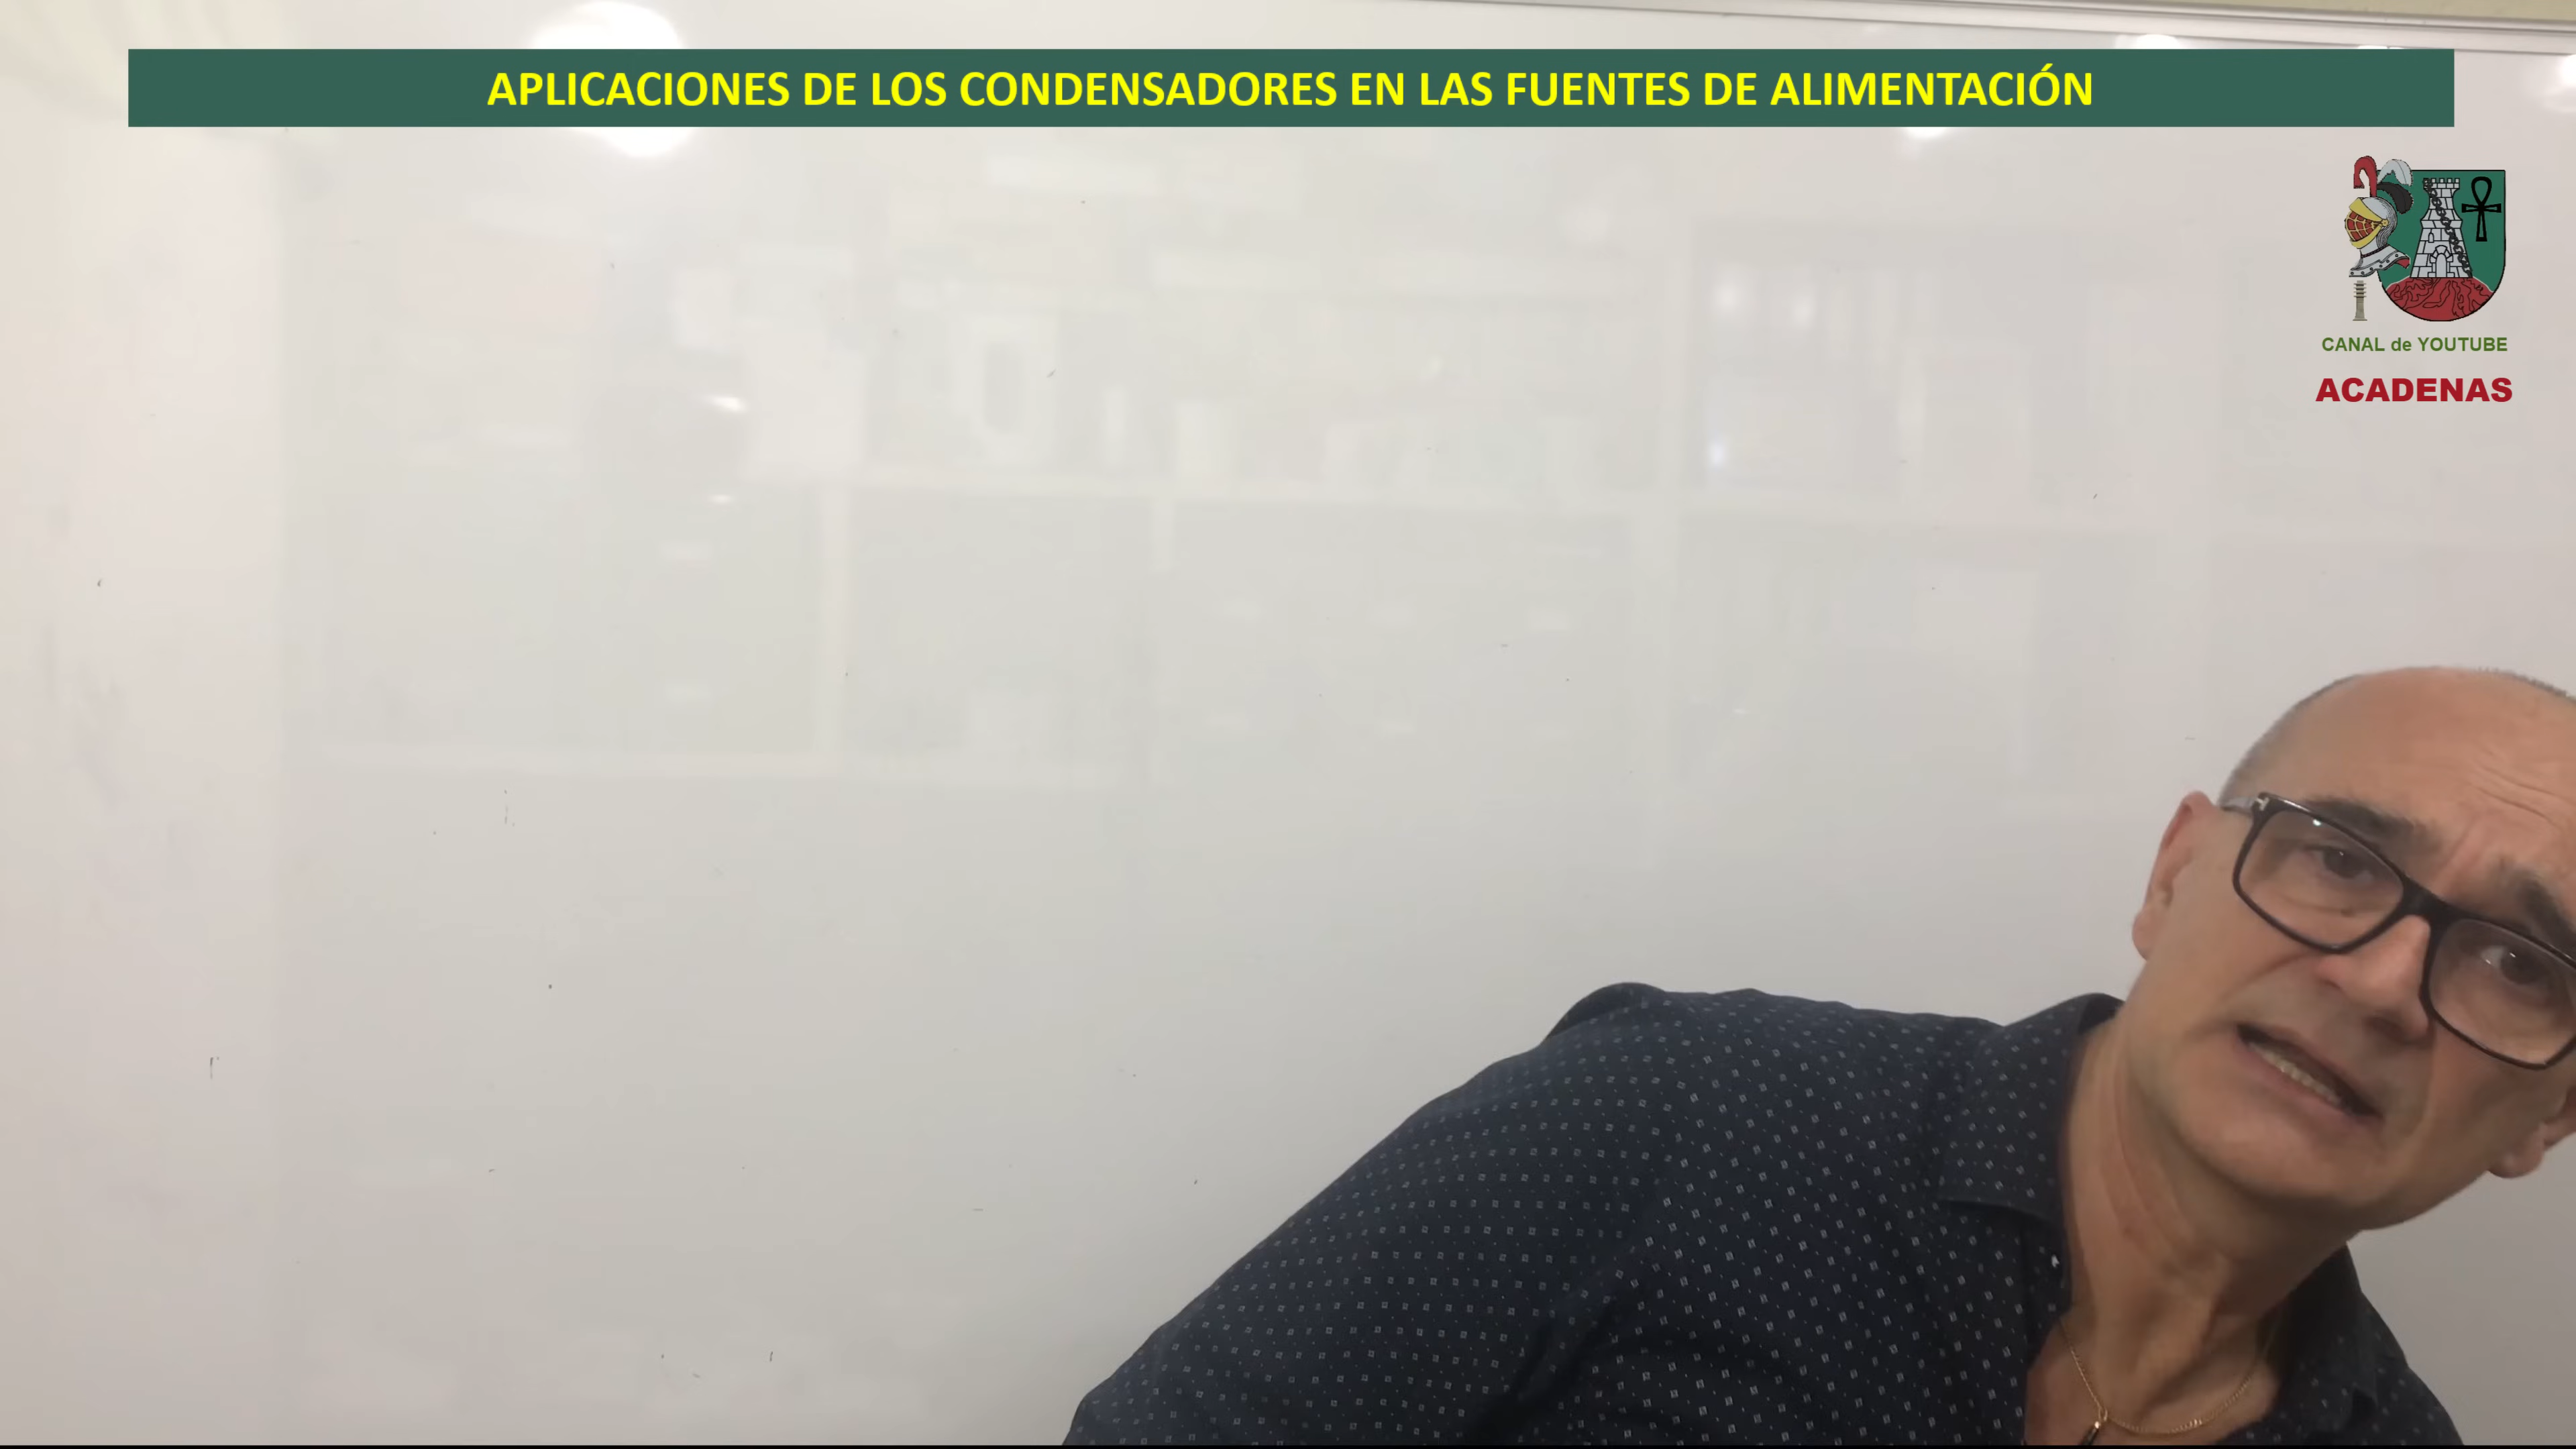 APLICACIONES DE LOS CONDENSADORES EN LAS FUENTES DE ALIMENTACIÓN
CANAL de YOUTUBE
ACADENAS